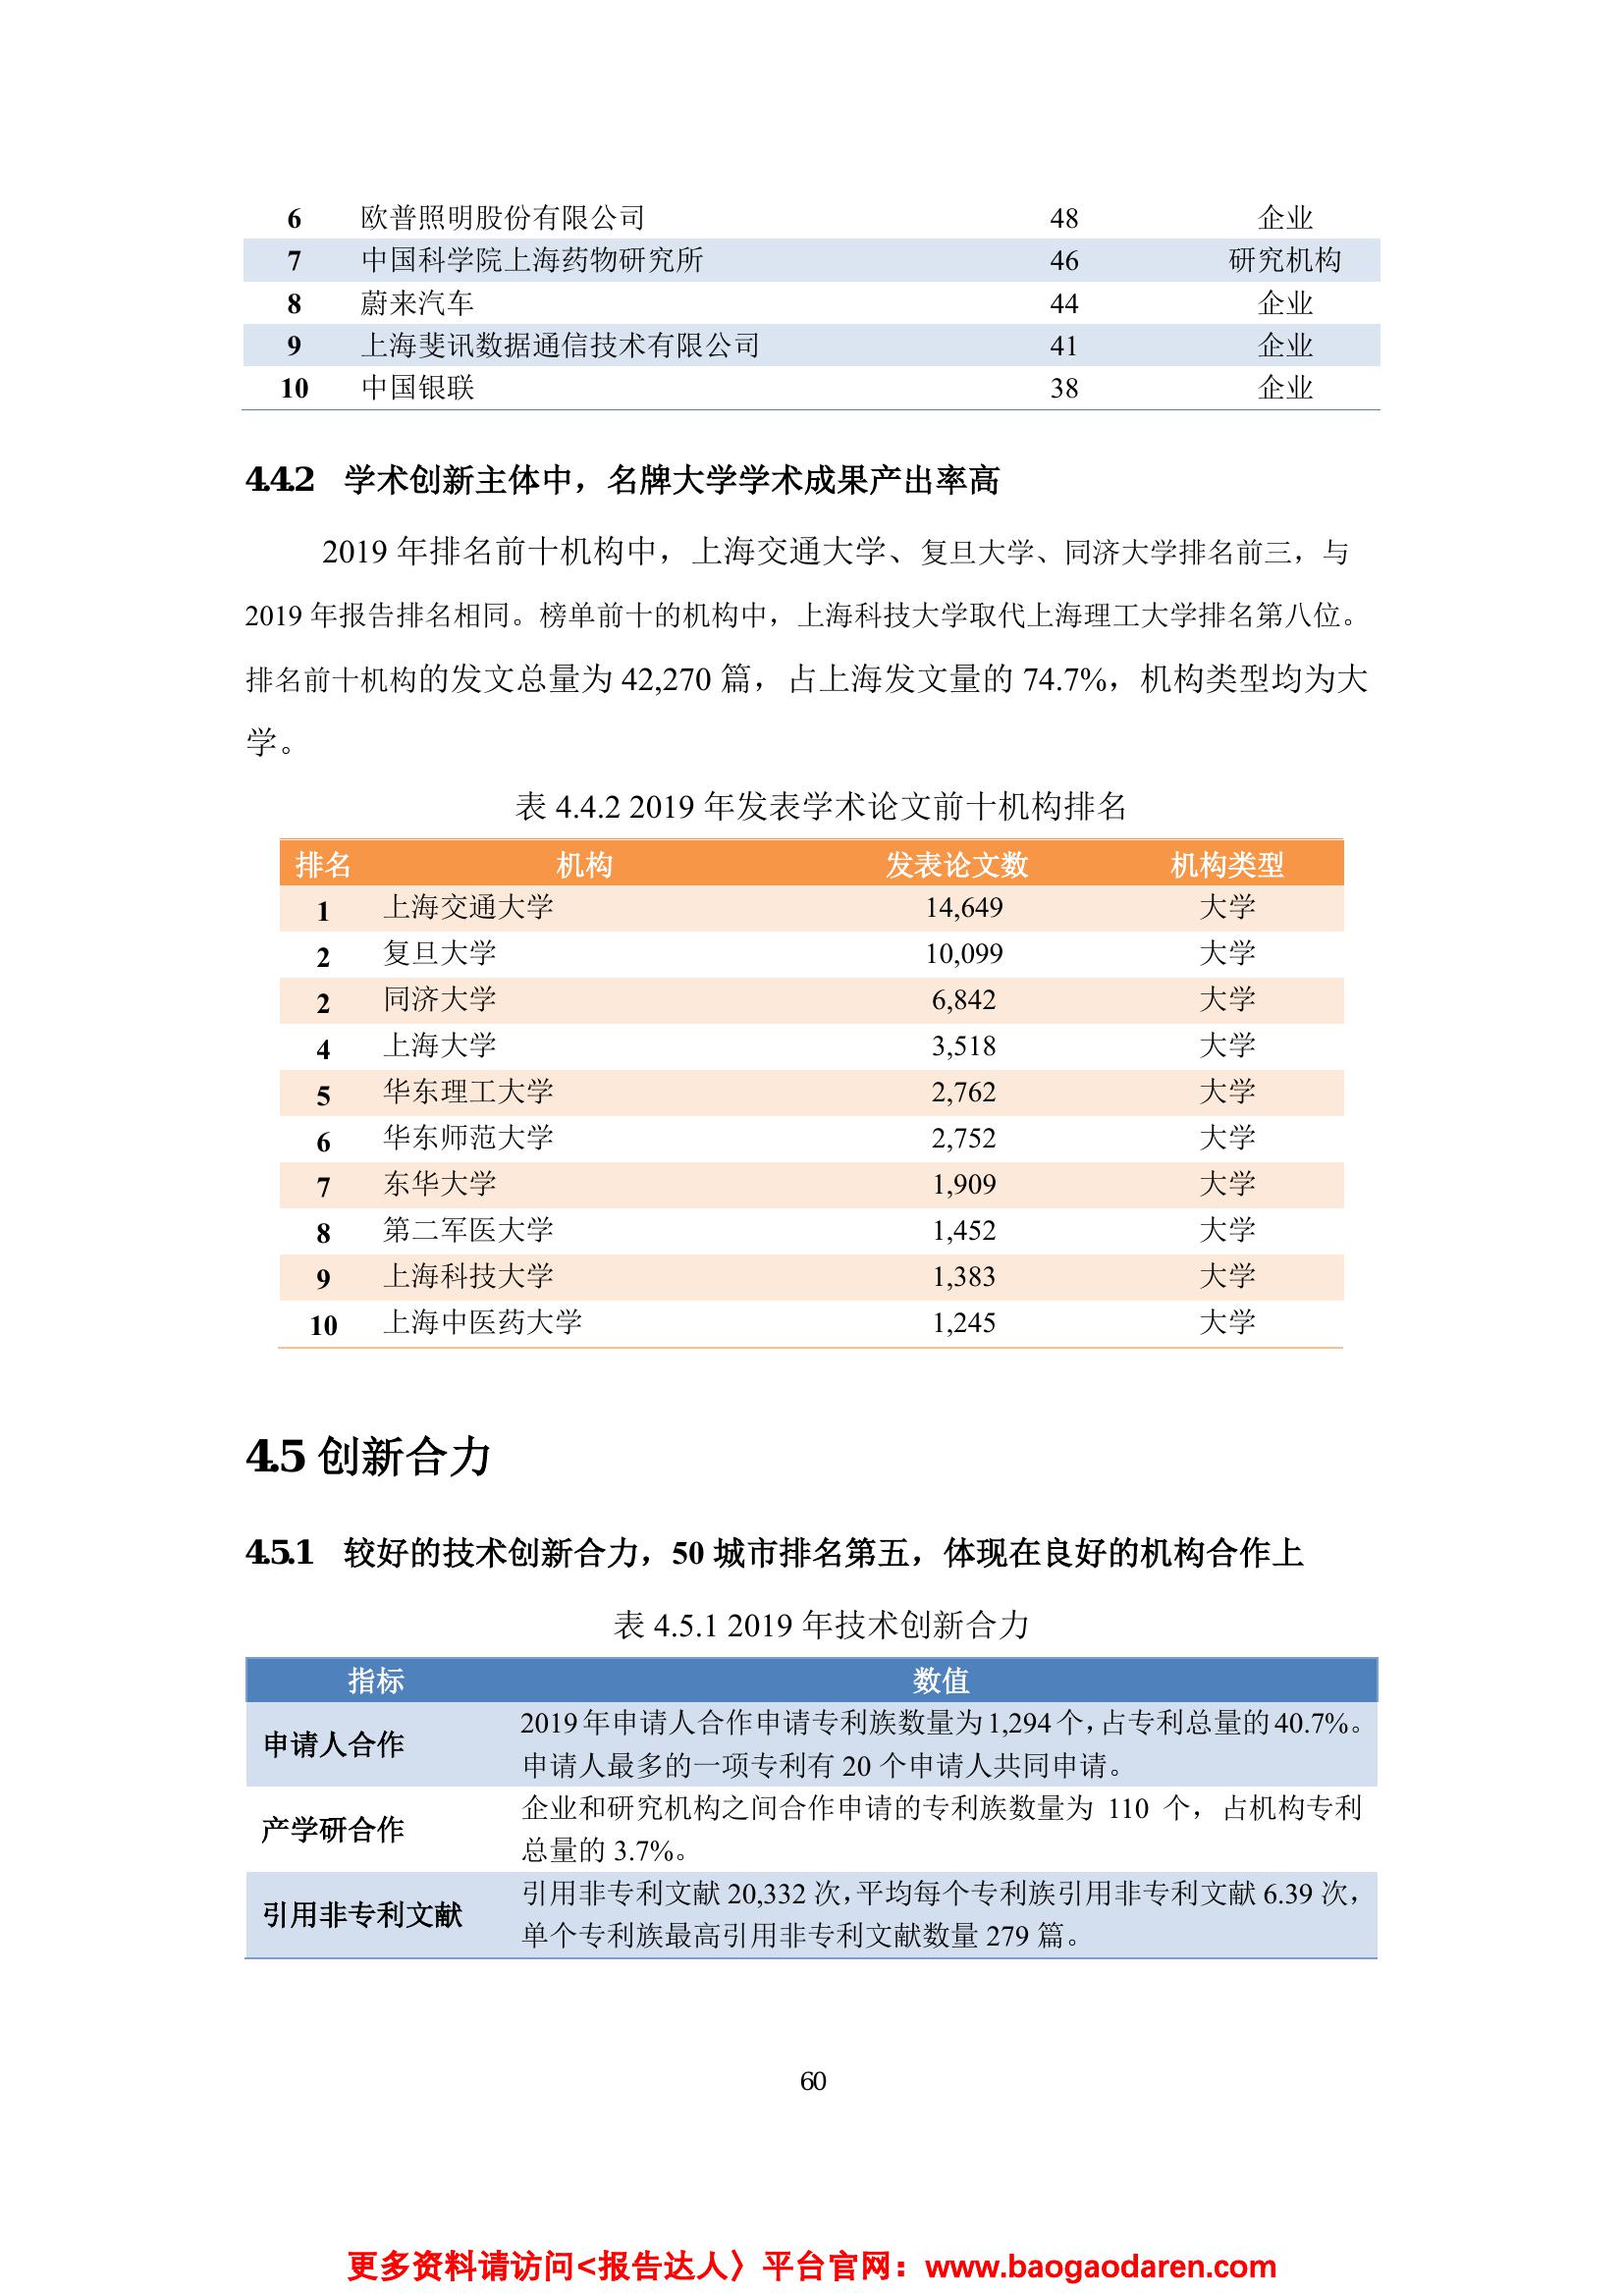 6 欧普照明股份有限公司 48 企业
7 中国科学院上海药物研究所 46 研究机构
8 蔚来汽车 44 企业
9 上海斐讯数据通信技术有限公司 41 企业
10 中国银联 38 企业
4.4.2 学术创新主体中，名牌大学学术成果产出率高
2019 年排名前十机构中，上海交通大学、复旦大学、同济大学排名前三，与
2019 年报告排名相同。榜单前十的机构中，上海科技大学取代上海理工大学排名第八位。
排名前十机构的发文总量为 42,270 篇，占上海发文量的 74.7%，机构类型均为大
学。
表 4.4.2 2019 年发表学术论文前十机构排名
排名 机构 发表论文数 机构类型
1 上海交通大学 14,649 大学
2 复旦大学 10,099 大学
2 同济大学 6,842 大学
4 上海大学 3,518 大学
5 华东理工大学 2,762 大学
6 华东师范大学 2,752 大学
7 东华大学 1,909 大学
8 第二军医大学 1,452 大学
9 上海科技大学 1,383 大学
10 上海中医药大学 1,245 大学
4.5 创新合力
4.5.1 较好的技术创新合力，50 城市排名第五，体现在良好的机构合作上
表 4.5.1 2019 年技术创新合力
指标 数值
申请人合作 2019 年申请人合作申请专利族数量为 1,294 个，占专利总量的 40.7%。
申请人最多的一项专利有 20 个申请人共同申请。
产学研合作 企业和研究机构之间合作申请的专利族数量为 110 个，占机构专利
总量的 3.7%。
引用非专利文献 引用非专利文献 20,332 次，平均每个专利族引用非专利文献 6.39 次，
单个专利族最高引用非专利文献数量 279 篇。
60
更多资料请访问<报告达人〉平台官网：www.baogaodaren.com